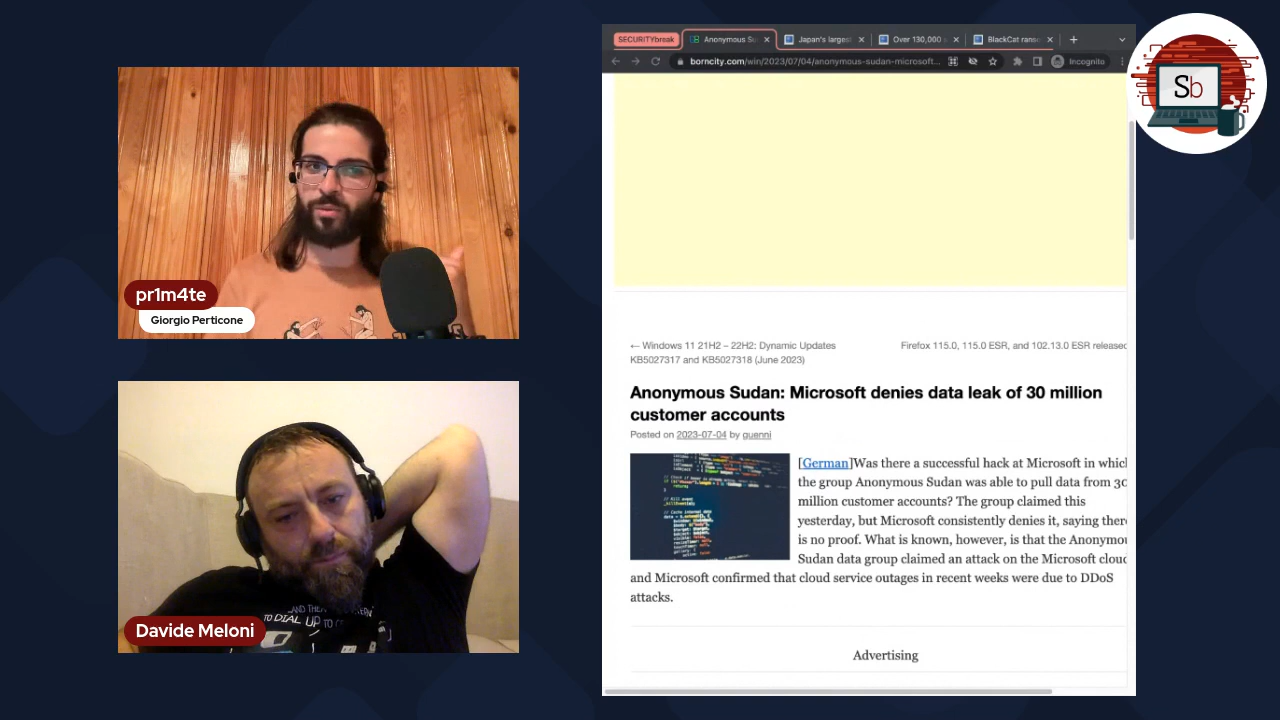 pr1m4te
Giorgio Perticone
Davide Meloni
AND THEN
TO DIAL UP
SECURITYbreak
Anonymous Su
Japan's largest
Over 130,000
BlackCat ranso
borncity.com/win/2023/07/04/anonymous-sudan-microsoft...
Incognito
Sb
← Windows 11 21H2 – 22H2: Dynamic Updates
KB5027317 and KB5027318 (June 2023)
Firefox 115.0, 115.0 ESR, and 102.13.0 ESR released
Anonymous Sudan: Microsoft denies data leak of 30 million
customer accounts
Posted on 2023-07-04 by guenni
[German]Was there a successful hack at Microsoft in which
the group Anonymous Sudan was able to pull data from 30
million customer accounts? The group claimed this
yesterday, but Microsoft consistently denies it, saying there
is no proof. What is known, however, is that the Anonymou
Sudan data group claimed an attack on the Microsoft cloud
and Microsoft confirmed that cloud service outages in recent weeks were due to DDoS
attacks.
Advertising